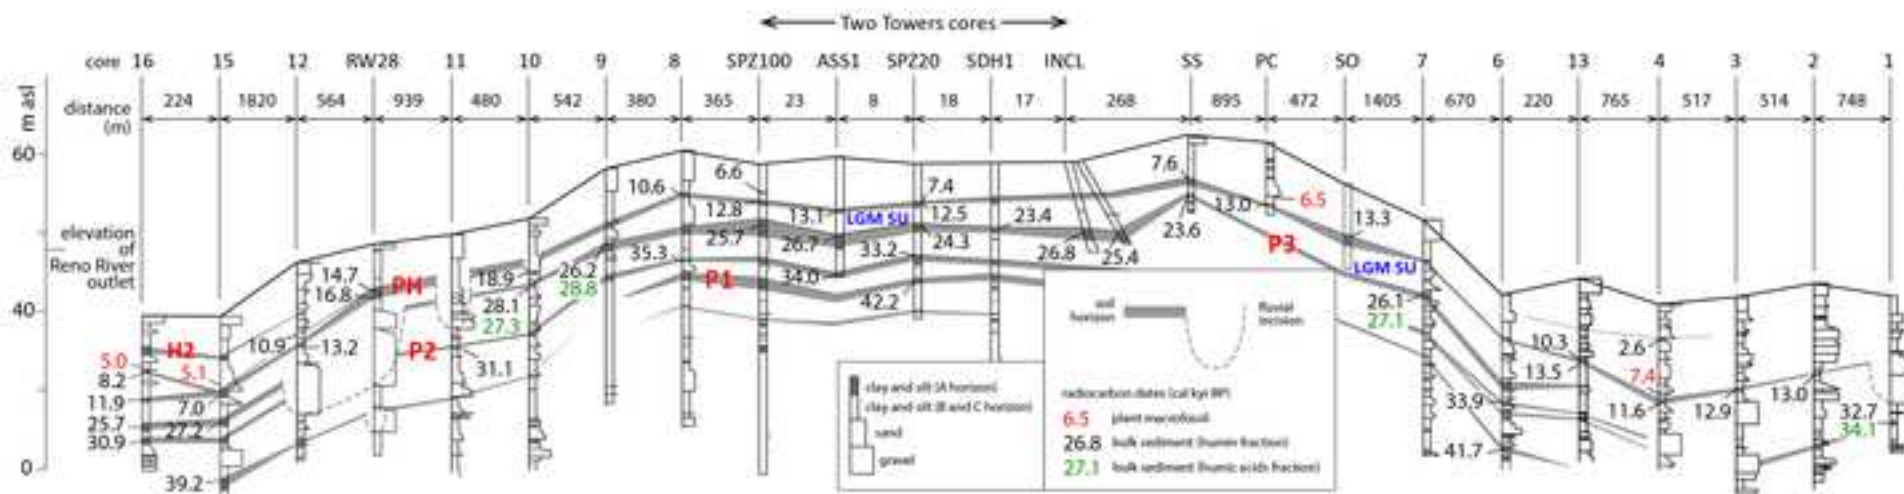 Two Towers cores
core 16 15 12 RW28 11 10 9 8 SPZ100 ASS1 SPZ20 SDH1 INCL SS PC SO 7 6 13 4 3 2 1
distance 224 1820 564 939 480 542 380 365 23 8 18 17 268 895 472 1405 670 220 765 517 514 748
(m)
m asl
60
elevation
of
Reno River
outlet
40
0
7.6
6.6
10.6
7.4
13.0
6.5
12.8
13.1
LGM SU
12.5
23.4
13.3
25.7
26.7
24.3
23.6
P3
35.3
33.2
26.8
25.4
14.7
18.9
26.2
LGM SU
16.8
PH
28.8
P1
34.0
28.1
42.2
26.1
27.3
27.1
10.9
13.2
P2
H2
31.1
10.3
2.6
5.0
5.1
13.5
7.4
8.2
11.9
7.0
33.9
11.6
12.9
13.0
32.7
25.7
27.2
34.1
30.9
41.7
39.2
soil
horizon
fluvial
incision
clay and silt (A horizon)
clay and silt (B and C horizon)
sand
gravel
radiocarbon dates (cal kyr BP)
6.5 plant macrofossil
26.8 bulk sediment (humin fraction)
27.1 bulk sediment (humic acids fraction)